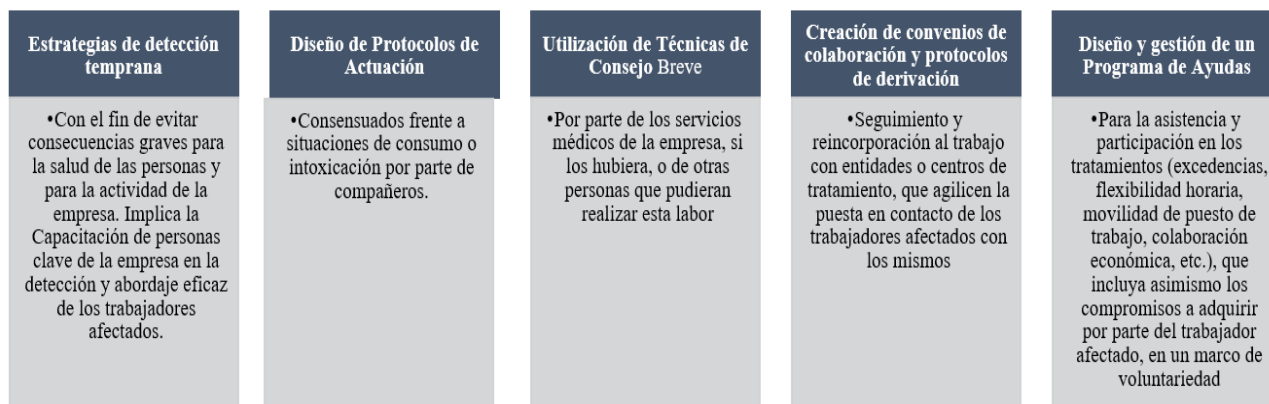 Estrategias de detección
temprana
•Con el fin de evitar
consecuencias graves para
la salud de las personas y
para la actividad de la
empresa. Implica la
Capacitación de personas
clave de la empresa en la
detección y abordaje eficaz
de los trabajadores
afectados.
Diseño de Protocolos de
Actuación
•Consensuados frente a
situaciones de consumo o
intoxicación por parte de
compañeros.
Utilización de Técnicas de
Consejo Breve
•Por parte de los servicios
médicos de la empresa, si
los hubiera, o de otras
personas que pudieran
realizar esta labor
Creación de convenios de
colaboración y protocolos
de derivación
•Seguimiento y
reincorporación al trabajo
con entidades o centros de
tratamiento, que agilicen la
puesta en contacto de los
trabajadores afectados con
los mismos
Diseño y gestión de un
Programa de Ayudas
•Para la asistencia y
participación en los
tratamientos (excedencias,
flexibilidad horaria,
movilidad de puesto de
trabajo, colaboración
económica, etc.), que
incluya asimismo los
compromisos a adquirir
por parte del trabajador
afectado, en un marco de
voluntariedad